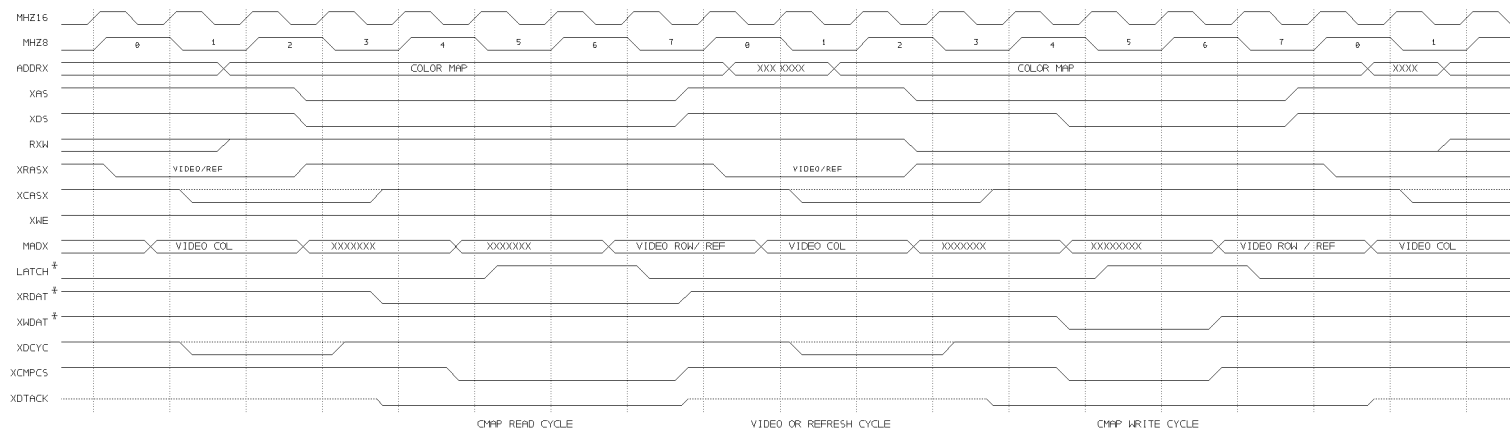 MHZ16
MHZ8 0 1 2 3 4 5 6 7 0 1 2 3 4 5 6 7 0 1
ADDRX COLOR MAP XXX XXXX COLOR MAP XXXX
XAS
XDS
RXW
XRASX VIDEO/REF VIDEO/REF
XCASX
XWE
MADX VIDEO COL XXXXXXX XXXXXXX VIDEO ROW/ REF VIDEO COL XXXXXXX XXXXXXXX VIDEO ROW / REF VIDEO COL
LATCH *
XRDAT *
XWDAT *
XDCYC
XCMPCS
XDTACK
CMAP READ CYCLE VIDEO OR REFRESH CYCLE CMAP WRITE CYCLE